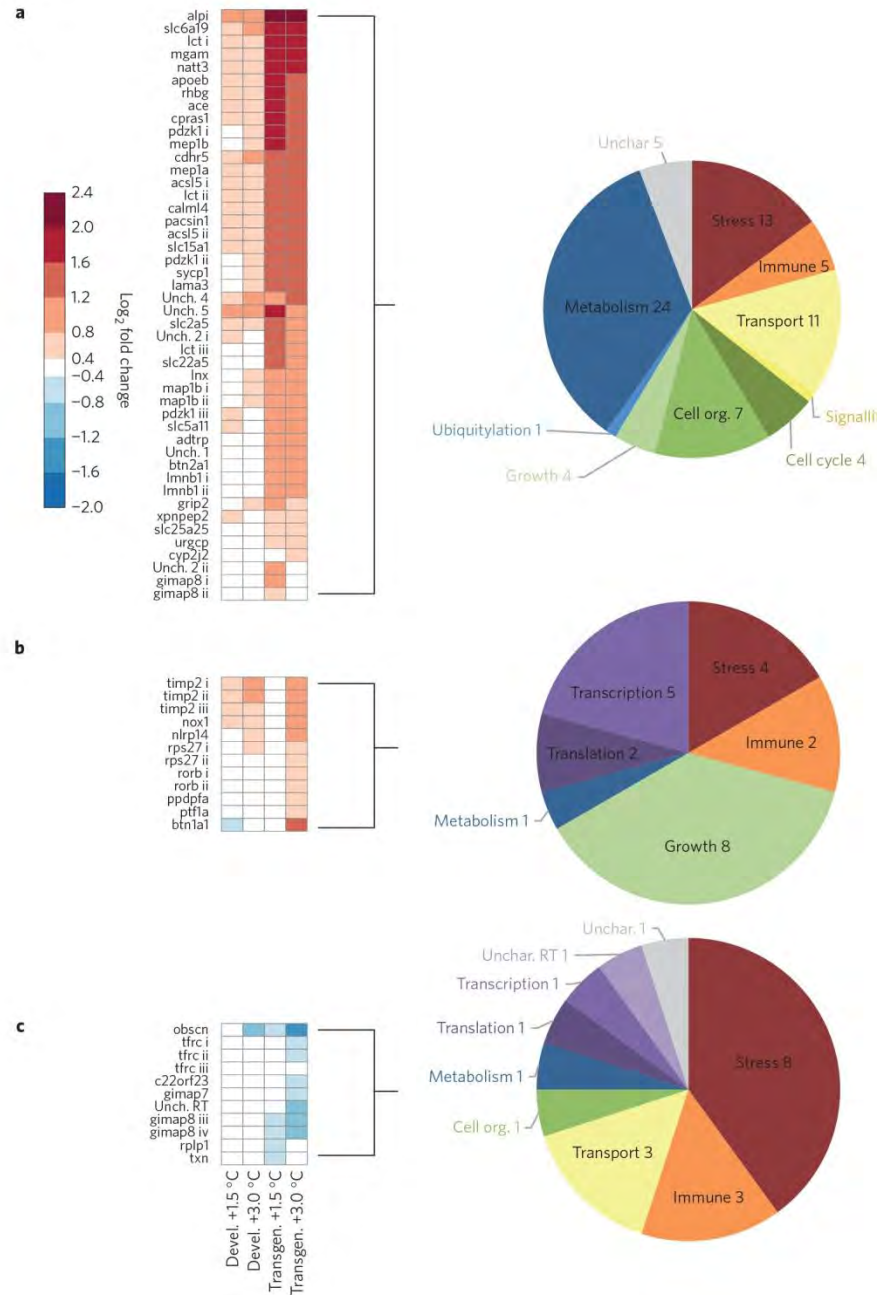 a
alpi
slc6a19
lct i
mgam
natt3
apoeb
rhbg
ace
cpras1
pdzk1 i
mep1b
cdhr5
mep1a
acsl5 i
lct ii
calml4
pacsin1
acsl5 ii
slc15a1
pdzk1 ii
sycp1
lama3
Unch. 4
Unch. 5
slc2a5
Unch. 2 i
lct iii
slc22a5
lnx
map1b i
map1b ii
pdzk1 iii
slc5a11
adtrp
Unch. 1
btn2a1
lmnb1 i
lmnb1 ii
grip2
xpnpep2
slc25a25
urgcp
cyp2j2
Unch. 2 ii
gimap8 i
gimap8 ii
2.4
2.0
1.6
1.2
0.8
0.4
−0.4
−0.8
−1.2
−1.6
−2.0
Log2 fold change
Unchar 5
Stress 13
Immune 5
Metabolism 24
Transport 11
Signalli
Cell org. 7
Ubiquitylation 1
Cell cycle 4
Growth 4
b
timp2 i
timp2 ii
timp2 iii
nox1
nlrp14
rps27 i
rps27 ii
rorb i
rorb ii
ppdpfa
ptf1a
btn1a1
Transcription 5
Stress 4
Translation 2
Immune 2
Metabolism 1
Growth 8
c
obscn
tfrc i
tfrc ii
tfrc iii
c22orf23
gimap7
Unch. RT
gimap8 iii
gimap8 iv
rplp1
txn
Devel. +1.5 °C
Devel. +3.0 °C
Transgen. +1.5 °C
Transgen. +3.0 °C
Unchar. 1
Unchar. RT 1
Transcription 1
Translation 1
Stress 8
Metabolism 1
Cell org. 1
Transport 3
Immune 3